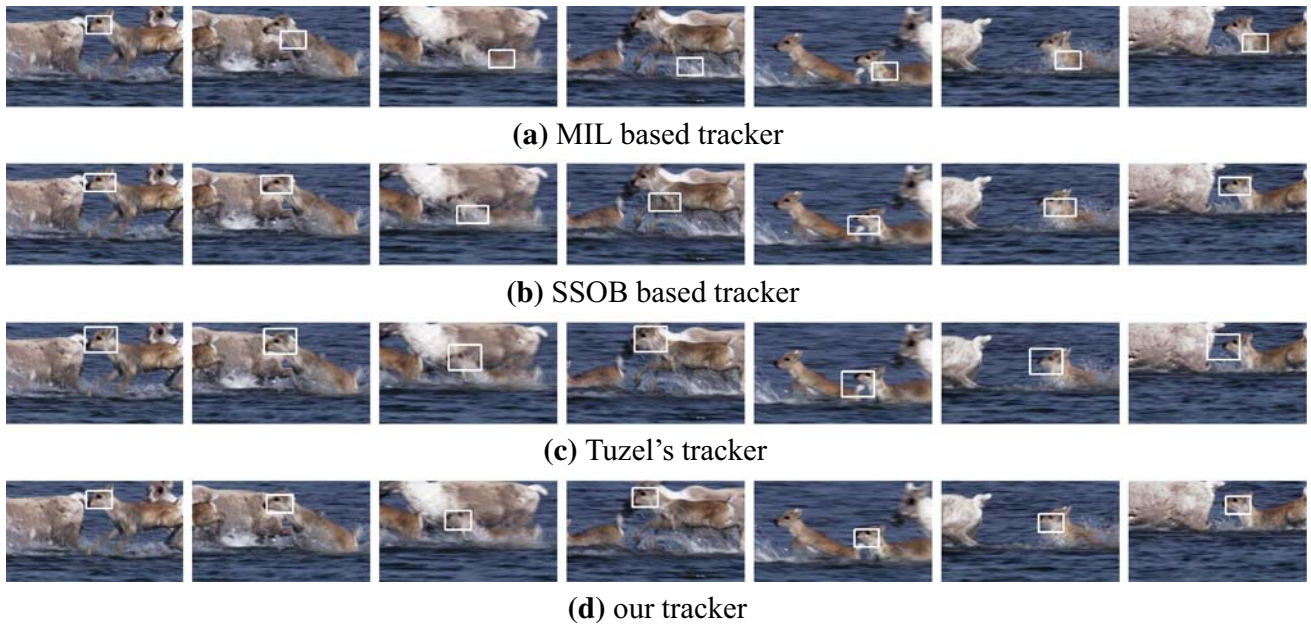 (a) MIL based tracker
(b) SSOB based tracker
(c) Tuzel’s tracker
(d) our tracker